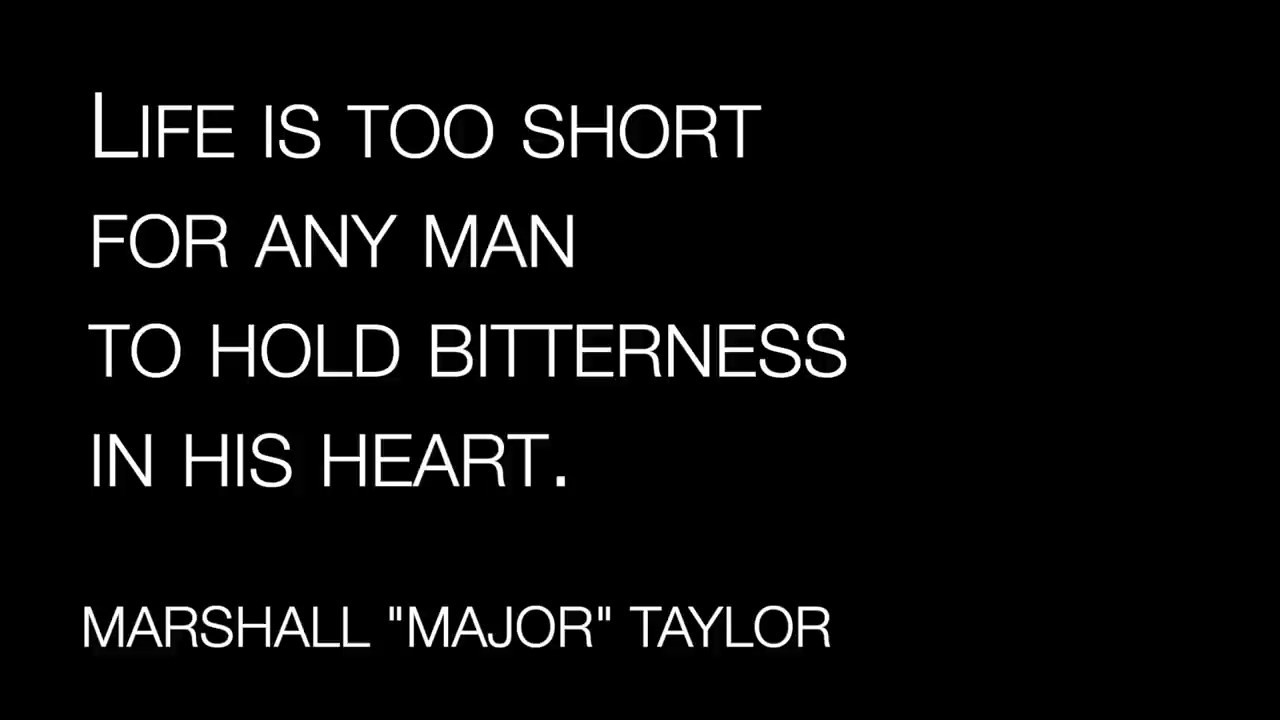 LIFE IS TOO SHORT
FOR ANY MAN
TO HOLD BITTERNESS
IN HIS HEART.
MARSHALL "MAJOR" TAYLOR